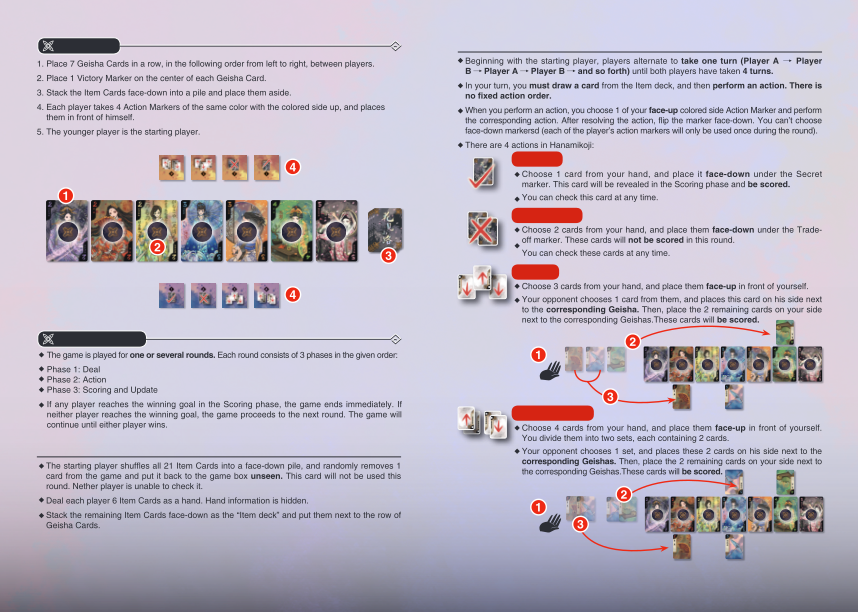 1. Place 7 Geisha Cards in a row, in the following order from left to right, between players.
2. Place 1 Victory Marker on the center of each Geisha Card.
3. Stack the Item Cards face-down into a pile and place them aside.
4. Each player takes 4 Action Markers of the same color with the colored side up, and places
them in front of himself.
5. The younger player is the starting player.
4
1
2
3
4
◆ The game is played for one or several rounds. Each round consists of 3 phases in the given order:
◆ Phase 1: Deal
◆ Phase 2: Action
◆ Phase 3: Scoring and Update
◆ If any player reaches the winning goal in the Scoring phase, the game ends immediately. If
neither player reaches the winning goal, the game proceeds to the next round. The game will
continue until either player wins.
◆ The starting player shuffles all 21 Item Cards into a face-down pile, and randomly removes 1
card from the game and put it back to the game box unseen. This card will not be used this
round. Nether player is unable to check it.
◆ Deal each player 6 Item Cards as a hand. Hand information is hidden.
◆ Stack the remaining Item Cards face-down as the “Item deck” and put them next to the row of
Geisha Cards.
◆ Beginning with the starting player, players alternate to take one turn (Player A → Player
B → Player A → Player B → and so forth) until both players have taken 4 turns.
◆ In your turn, you must draw a card from the Item deck, and then perform an action. There is
no fixed action order.
◆ When you perform an action, you choose 1 of your face-up colored side Action Marker and perform
the corresponding action. After resolving the action, flip the marker face-down. You can’t choose
face-down markersd (each of the player’s action markers will only be used once during the round).
◆ There are 4 actions in Hanamikoji:
◆ Choose 1 card from your hand, and place it face-down under the Secret
marker. This card will be revealed in the Scoring phase and be scored.
◆ You can check this card at any time.
◆ Choose 2 cards from your hand, and place them face-down under the Trade-
off marker. These cards will not be scored in this round.
◆ You can check these cards at any time.
◆ Choose 3 cards from your hand, and place them face-up in front of yourself.
◆ Your opponent chooses 1 card from them, and places this card on his side next
to the corresponding Geisha. Then, place the 2 remaining cards on your side
next to the corresponding Geishas.These cards will be scored.
2
1
3
◆ Choose 4 cards from your hand, and place them face-up in front of yourself.
You divide them into two sets, each containing 2 cards.
◆ Your opponent chooses 1 set, and places these 2 cards on his side next to the
corresponding Geishas. Then, place the 2 remaining cards on your side next to
the corresponding Geishas.These cards will be scored.
2
1
3